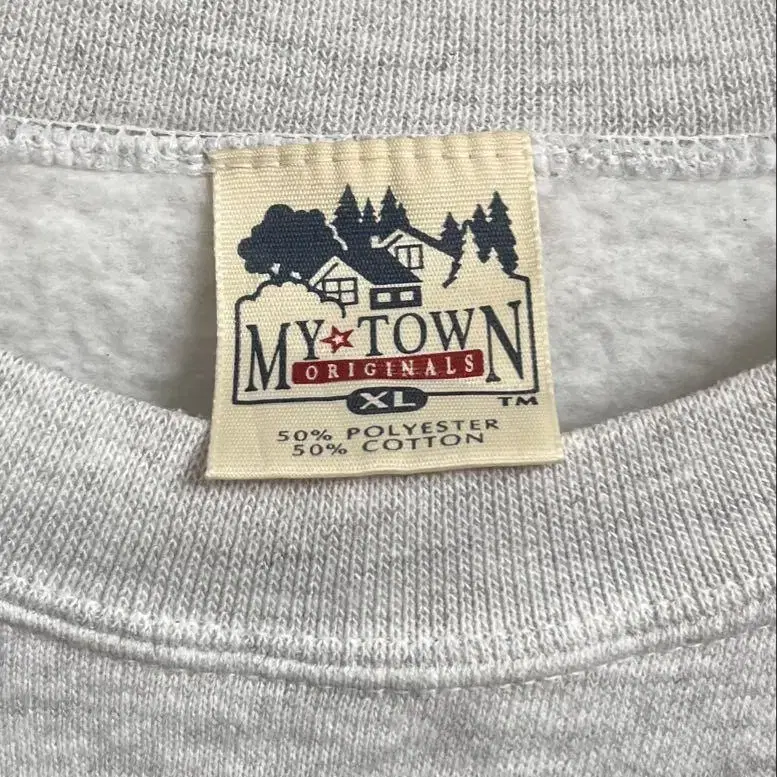 MY TOWN
ORIGINALS
XL TM
50% POLYESTER
50% COTTON